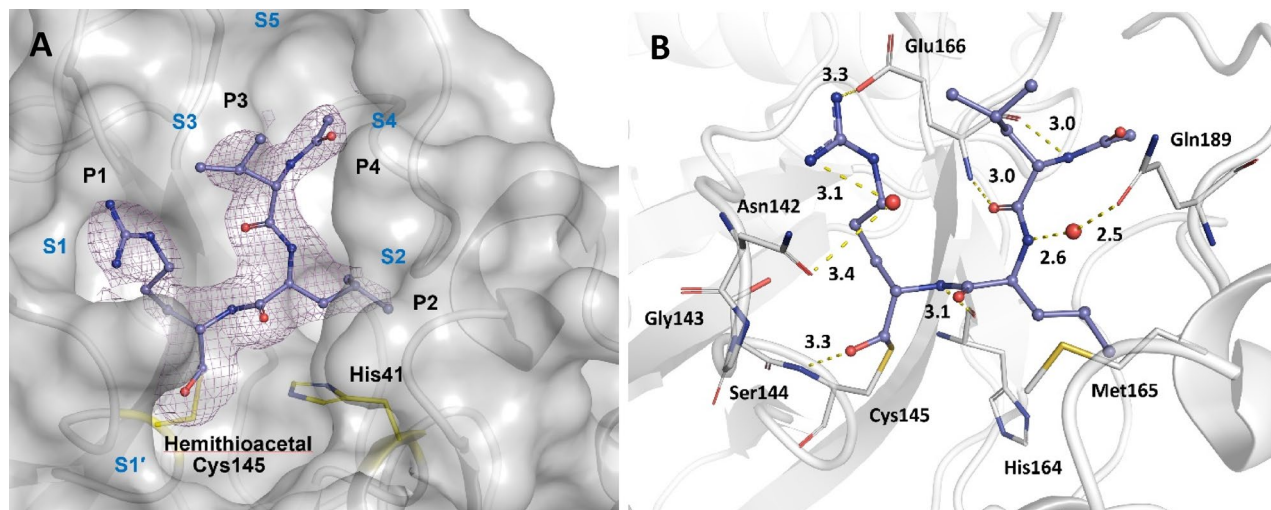 A
S5
P3
S3
S4
P1
P4
S1
S2
P2
His41
Hemithioacetal
Cys145
S1′
B
Glu166
3.3
3.0
Gln189
3.0
3.1
Asn142
2.5
2.6
3.4
Gly143
3.1
3.3
Ser144
Met165
Cys145
His164